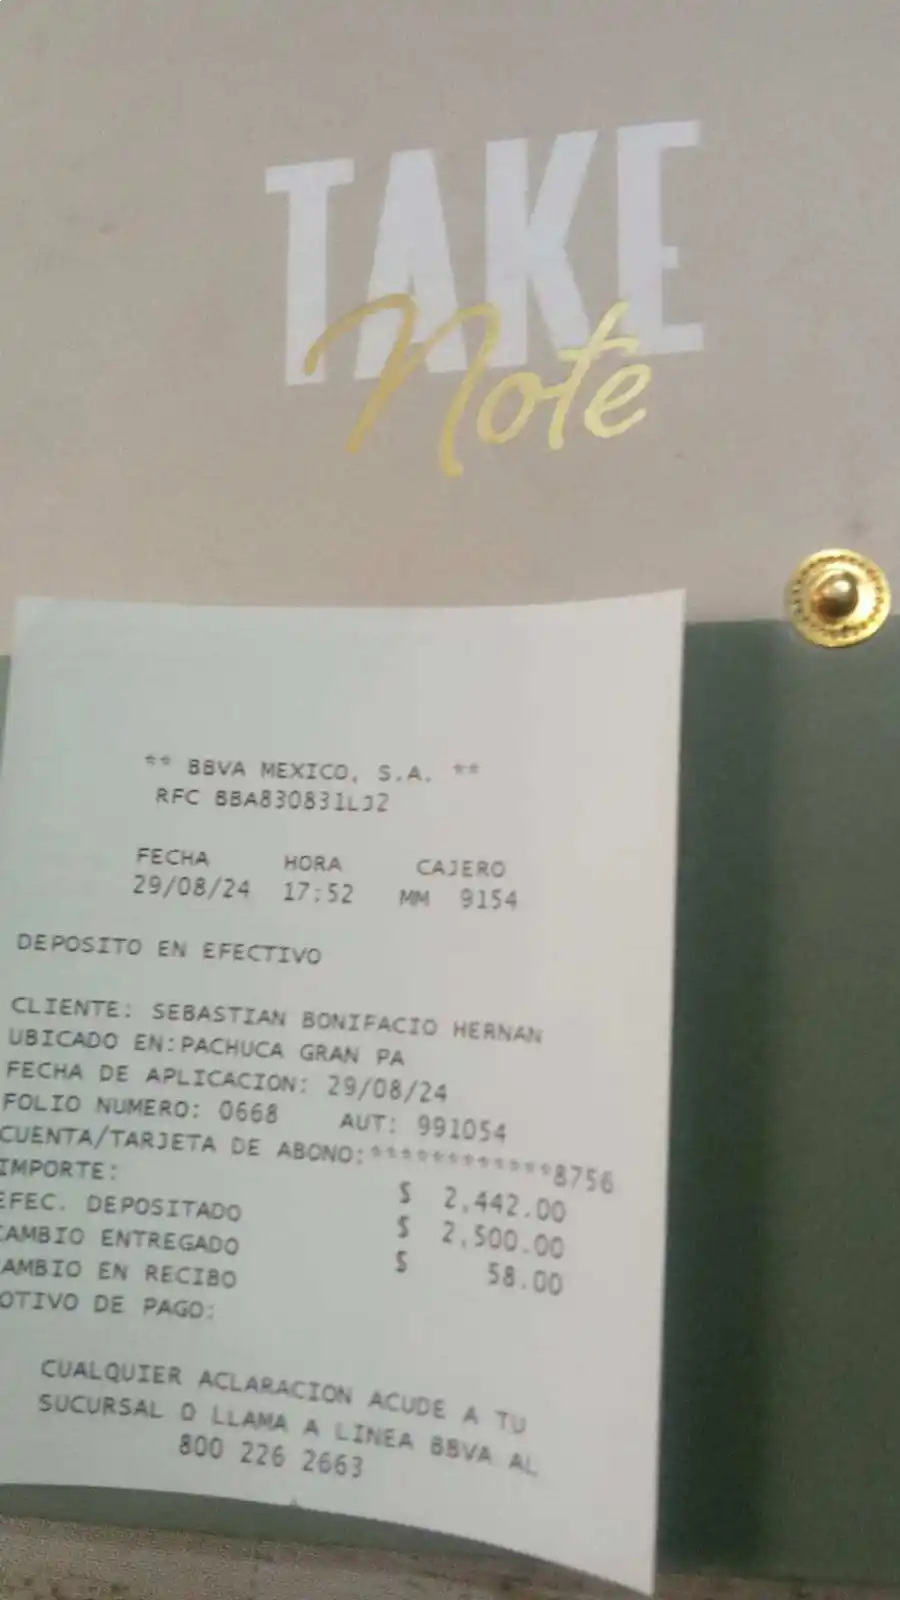 TAKE
Note
** BBVA MEXICO, S.A. **
RFC BBA830831LJ2
FECHA HORA CAJERO
29/08/24 17:52 MM 9154
DEPOSITO EN EFECTIVO
CLIENTE: SEBASTIAN BONIFACIO HERNAN
UBICADO EN:PACHUCA GRAN PA
FECHA DE APLICACION: 29/08/24
FOLIO NUMERO: 0668 AUT: 991054
CUENTA/TARJETA DE ABONO:************8756
IMPORTE: $ 2,442.00
EFEC. DEPOSITADO $ 2,500.00
CAMBIO ENTREGADO $ 58.00
AMBIO EN RECIBO
OTIVO DE PAGO:
CUALQUIER ACLARACION ACUDE A TU
SUCURSAL O LLAMA A LINEA BBVA AL
800 226 2663